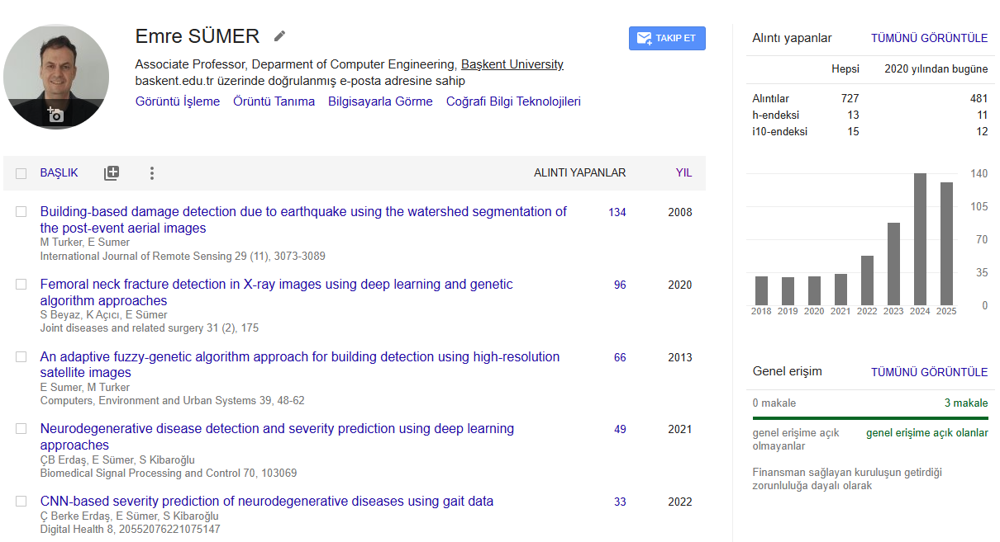 Emre SÜMER
TAKİP ET
Associate Professor, Deparment of Computer Engineering, Başkent University
baskent.edu.tr üzerinde doğrulanmış e-posta adresine sahip
Görüntü İşleme Örüntü Tanıma Bilgisayarla Görme Coğrafi Bilgi Teknolojileri
BAŞLIK ALINTI YAPANLAR YIL
Building-based damage detection due to earthquake using the watershed segmentation of 134 2008
the post-event aerial images
M Turker, E Sumer
International Journal of Remote Sensing 29 (11), 3073-3089
Femoral neck fracture detection in X-ray images using deep learning and genetic 96 2020
algorithm approaches
S Beyaz, K Açıcı, E Sümer
Joint diseases and related surgery 31 (2), 175
An adaptive fuzzy-genetic algorithm approach for building detection using high-resolution 66 2013
satellite images
E Sumer, M Turker
Computers, Environment and Urban Systems 39, 48-62
Neurodegenerative disease detection and severity prediction using deep learning 49 2021
approaches
ÇB Erdaş, E Sümer, S Kibaroğlu
Biomedical Signal Processing and Control 70, 103069
CNN-based severity prediction of neurodegenerative diseases using gait data 33 2022
Ç Berke Erdaş, E Sümer, S Kibaroğlu
Digital Health 8, 20552076221075147
Alıntı yapanlar TÜMÜNÜ GÖRÜNTÜLE
Hepsi 2020 yılından bugüne
Alıntılar 727 481
h-endeksi 13 11
i10-endeksi 15 12
140
105
70
35
0
2018 2019 2020 2021 2022 2023 2024 2025
Genel erişim TÜMÜNÜ GÖRÜNTÜLE
0 makale 3 makale
genel erişime açık genel erişime açık olanlar
olmayanlar
Finansman sağlayan kuruluşun getirdiği
zorunluluğa dayalı olarak